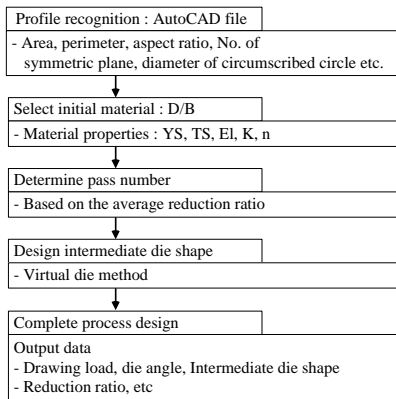 Profile recognition : AutoCAD file
- Area, perimeter, aspect ratio, No. of
symmetric plane, diameter of circumscribed circle etc.
Select initial material : D/B
- Material properties : YS, TS, El, K, n
Determine pass number
- Based on the average reduction ratio
Design intermediate die shape
- Virtual die method
Complete process design
Output data
- Drawing load, die angle, Intermediate die shape
- Reduction ratio, etc